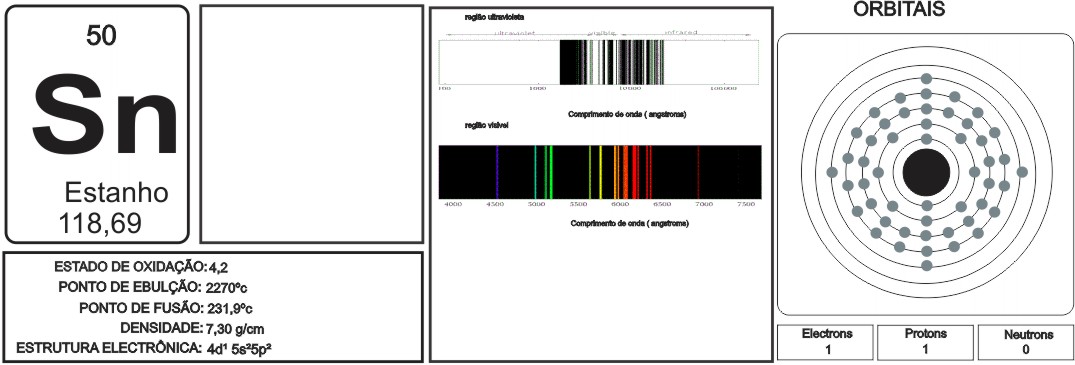 50
Sn
Estanho
118,69
ESTADO DE OXIDAÇÃO: 4,2
PONTO DE EBULÇÃO: 2270ºc
PONTO DE FUSÃO: 231,9ºc
DENSIDADE: 7,30 g/cm
ESTRUTURA ELECTRÔNICA: 4d¹ 5s²5p²
região ultravioleta
ultraviolet visible infrared
100 1000 10000 100000
Comprimento de onda ( angstroms)
região visível
4000 4500 5000 5500 6000 6500 7000 7500
Comprimento de onda ( angstroms)
ORBITAIS
Electrons
1
Protons
1
Neutrons
0